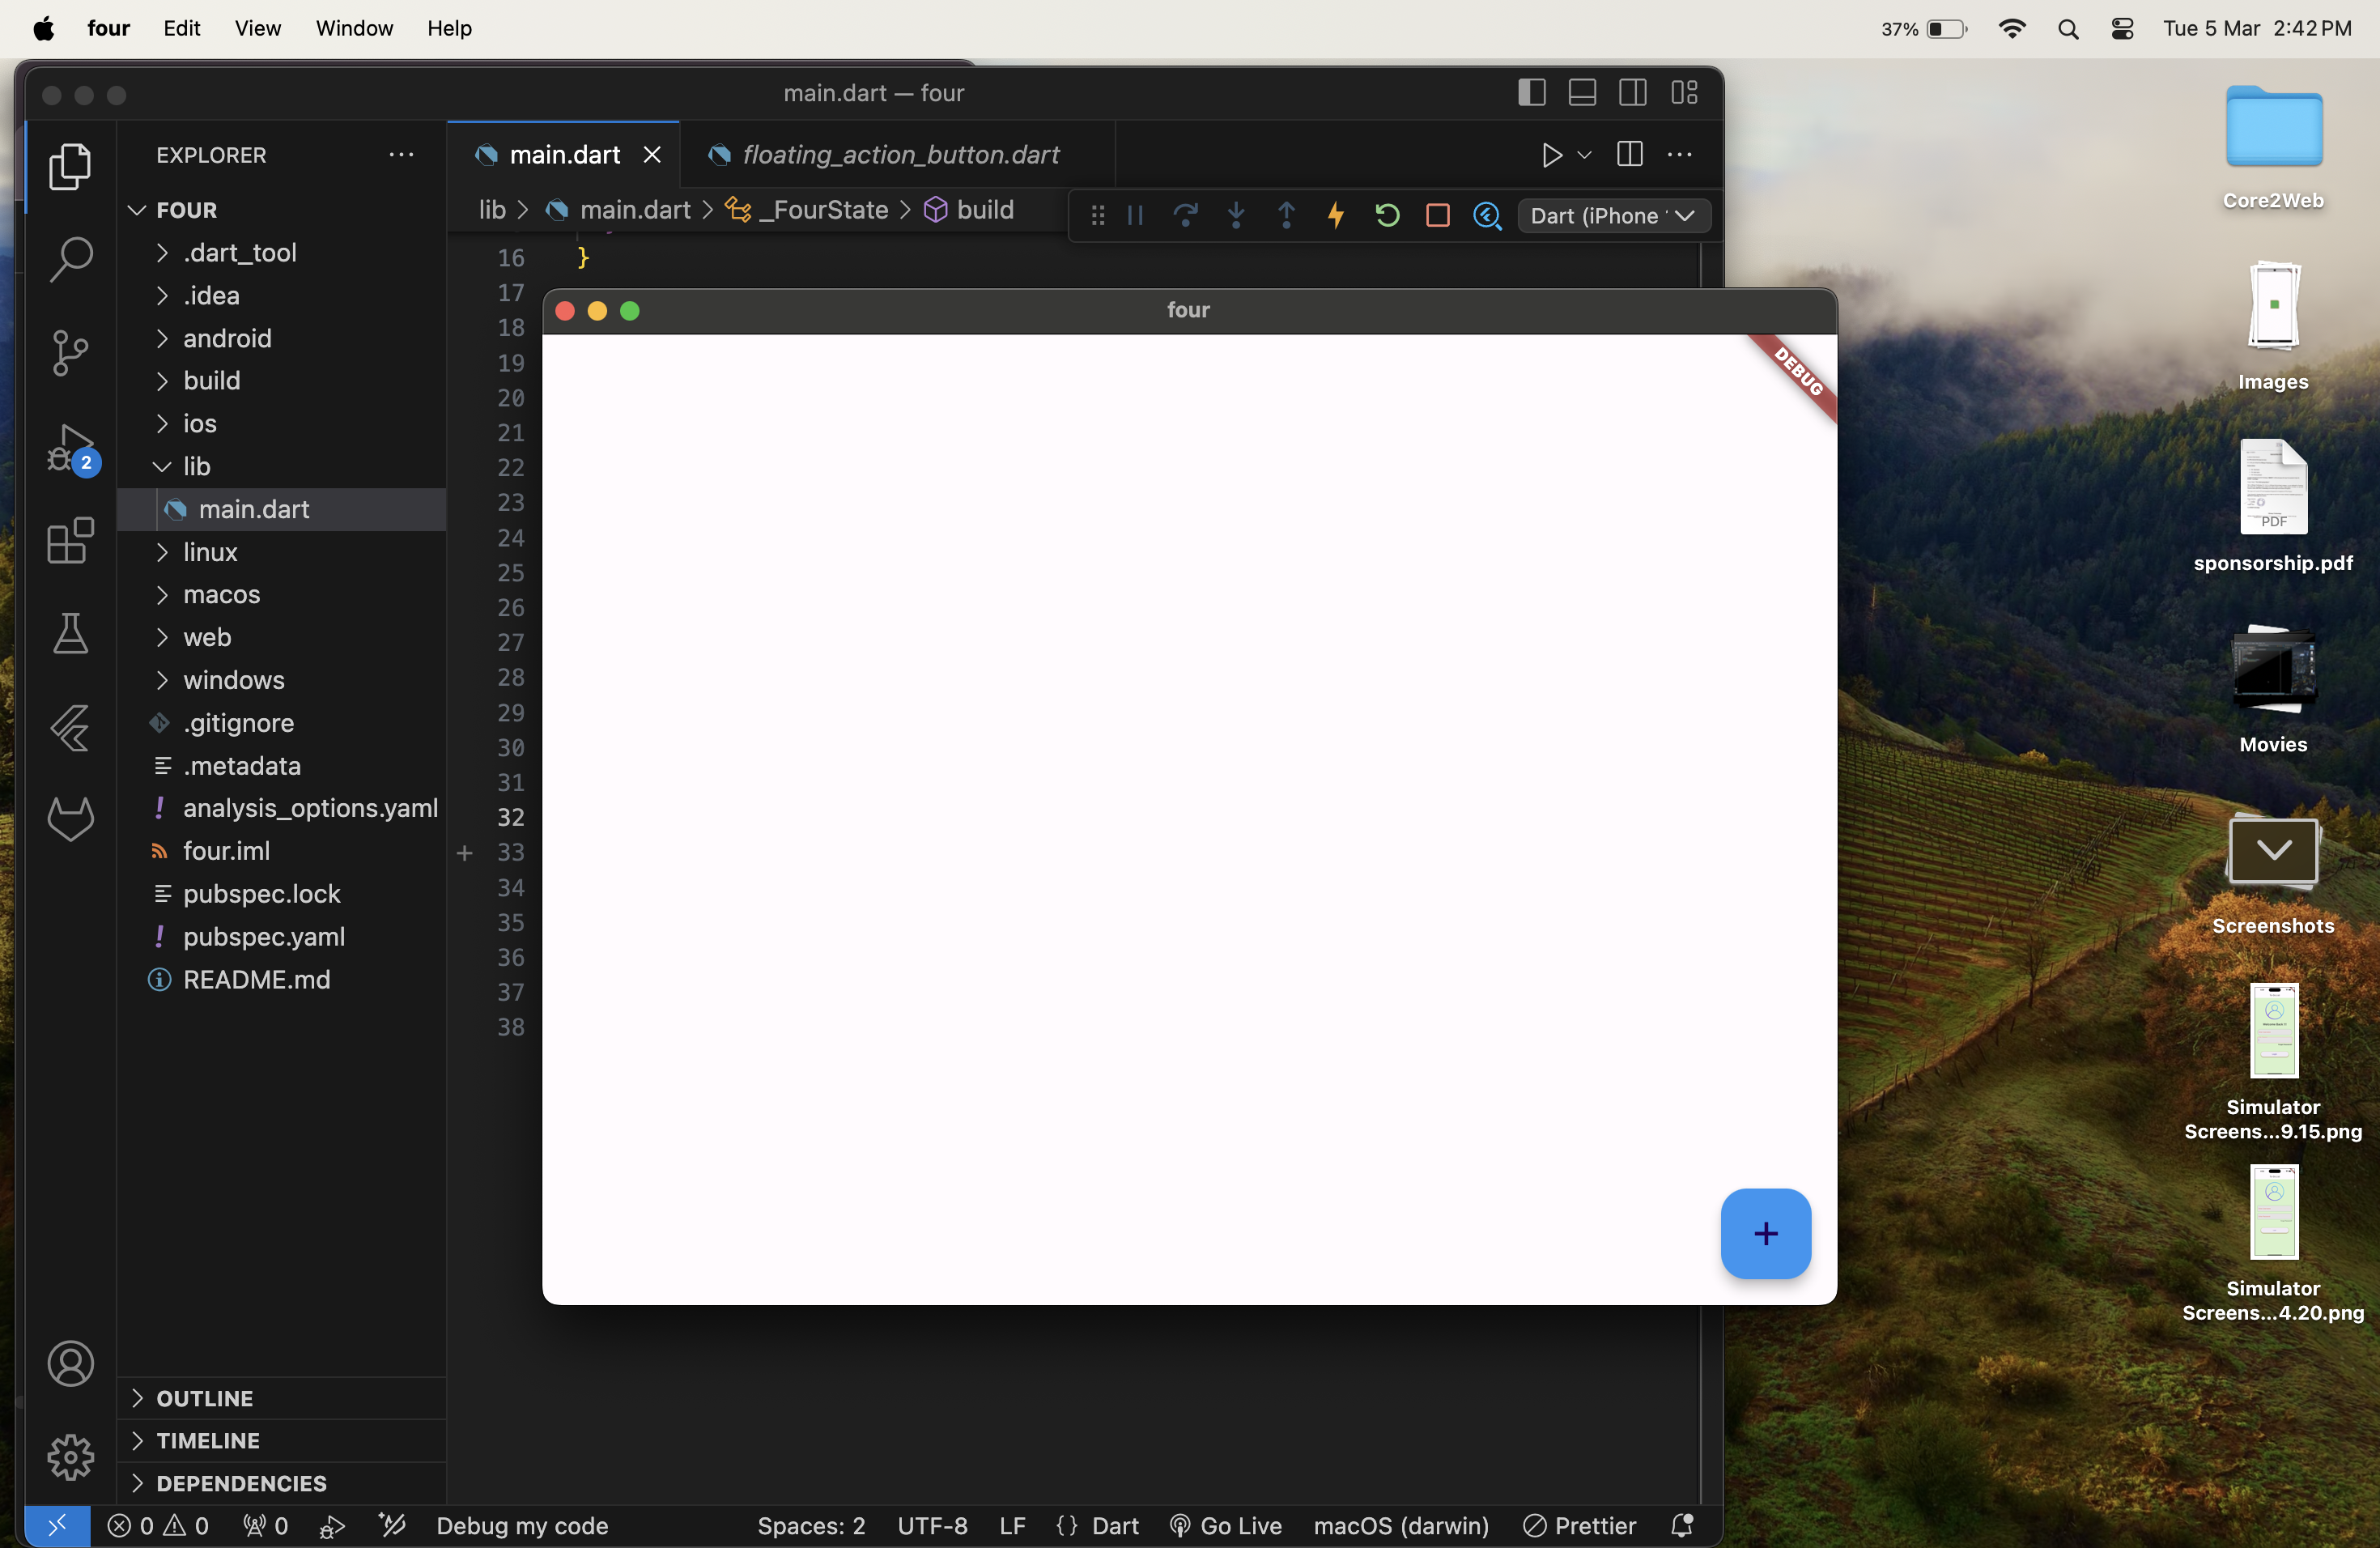 four Edit View Window Help
37% Tue 5 Mar 2:42 PM
main.dart — four
EXPLORER
FOUR
.dart_tool
.idea
android
build
ios
lib
main.dart
linux
macos
web
windows
.gitignore
.metadata
analysis_options.yaml
four.iml
pubspec.lock
pubspec.yaml
README.md
OUTLINE
TIMELINE
DEPENDENCIES
2
main.dart
floating_action_button.dart
lib > main.dart > _FourState > build
Dart (iPhone
16 }
17
18
19
20
21
22
23
24
25
26
27
28
29
30
31
32
33
34
35
36
37
38
four
DEBUG
+
0 0 0 Debug my code Spaces: 2 UTF-8 LF {} Dart Go Live macOS (darwin) Prettier
Core2Web
Images
PDF
sponsorship.pdf
Movies
Screenshots
Simulator
Screens...9.15.png
Simulator
Screens...4.20.png